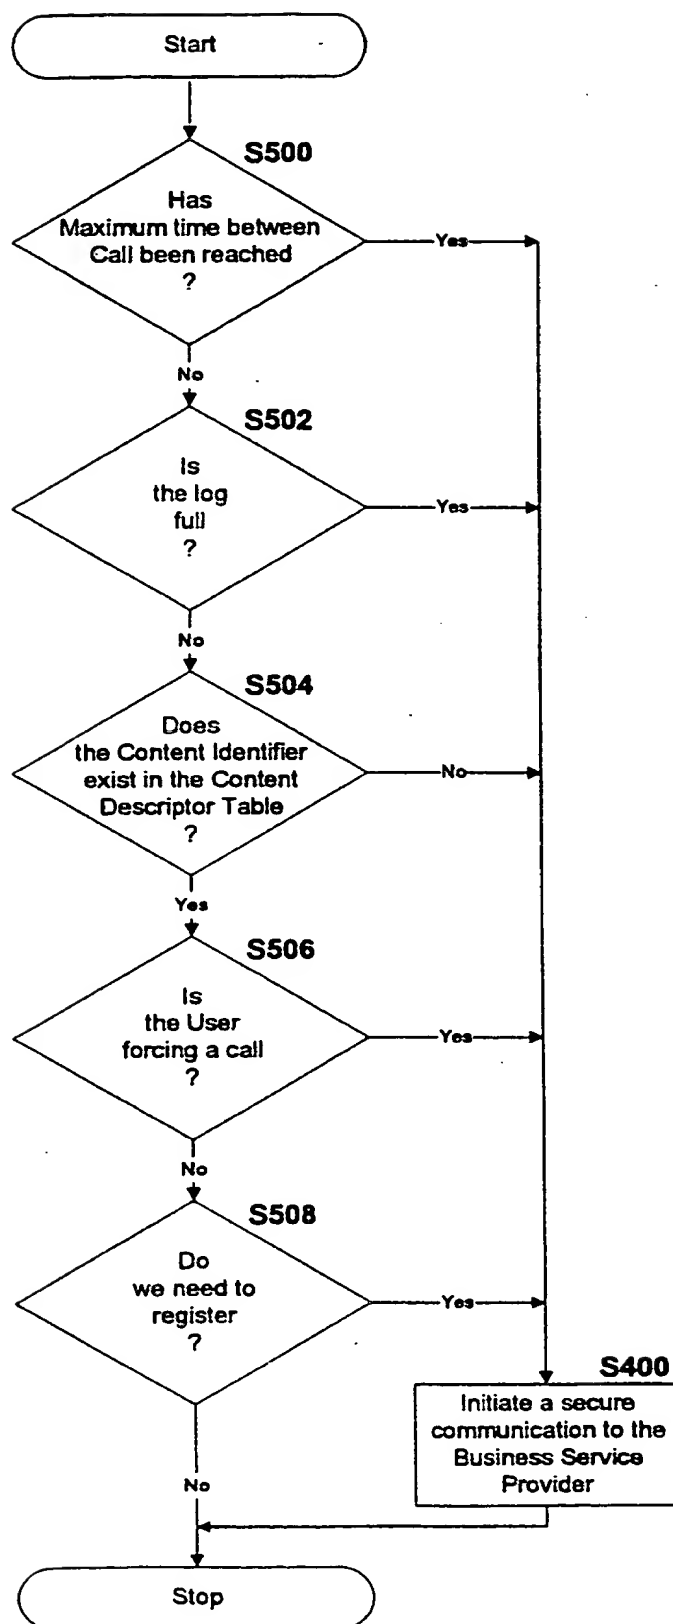 Start
S500
Has
Maximum time between
Call been reached
?
Yes
No
S502
Is
the log
full
?
Yes
No
S504
Does
the Content Identifier
exist in the Content
Descriptor Table
?
No
Yes
S506
Is
the User
forcing a call
?
Yes
No
S508
Do
we need to
register
?
Yes
No
S400
Initiate a secure
communication to the
Business Service
Provider
Stop